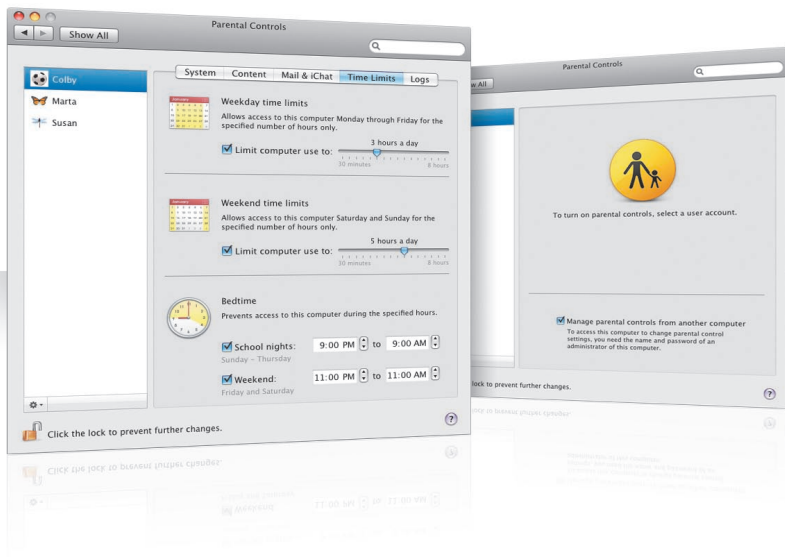 Parental Controls
Show All
System Content Mail & iChat Time Limits Logs
Colby
Marta
Susan
Weekday time limits
Allows access to this computer Monday through Friday for the
specified number of hours only.
3 hours a day
Limit computer use to:
30 minutes 8 hours
Weekend time limits
Allows access to this computer Saturday and Sunday for the
specified number of hours only.
5 hours a day
Limit computer use to:
30 minutes 8 hours
Bedtime
Prevents access to this computer during the specified hours.
School nights: 9:00 PM to 9:00 AM
Sunday – Thursday
Weekend: 11:00 PM to 11:00 AM
Friday and Saturday
Click the lock to prevent further changes.
?
Parental Controls
w All
To turn on parental controls, select a user account.
Manage parental controls from another computer
To access this computer to change parental control
settings, you need the name and password of an
administrator of this computer.
lock to prevent further changes.
?